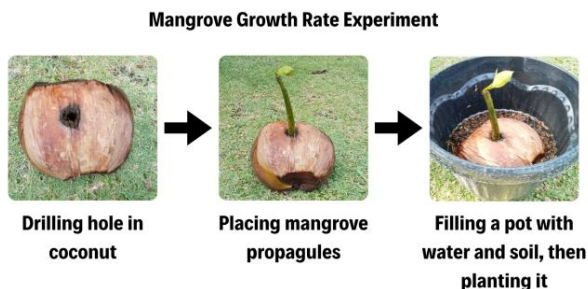 Mangrove Growth Rate Experiment
Drilling hole in
coconut
Placing mangrove
propagules
Filling a pot with
water and soil, then
planting it